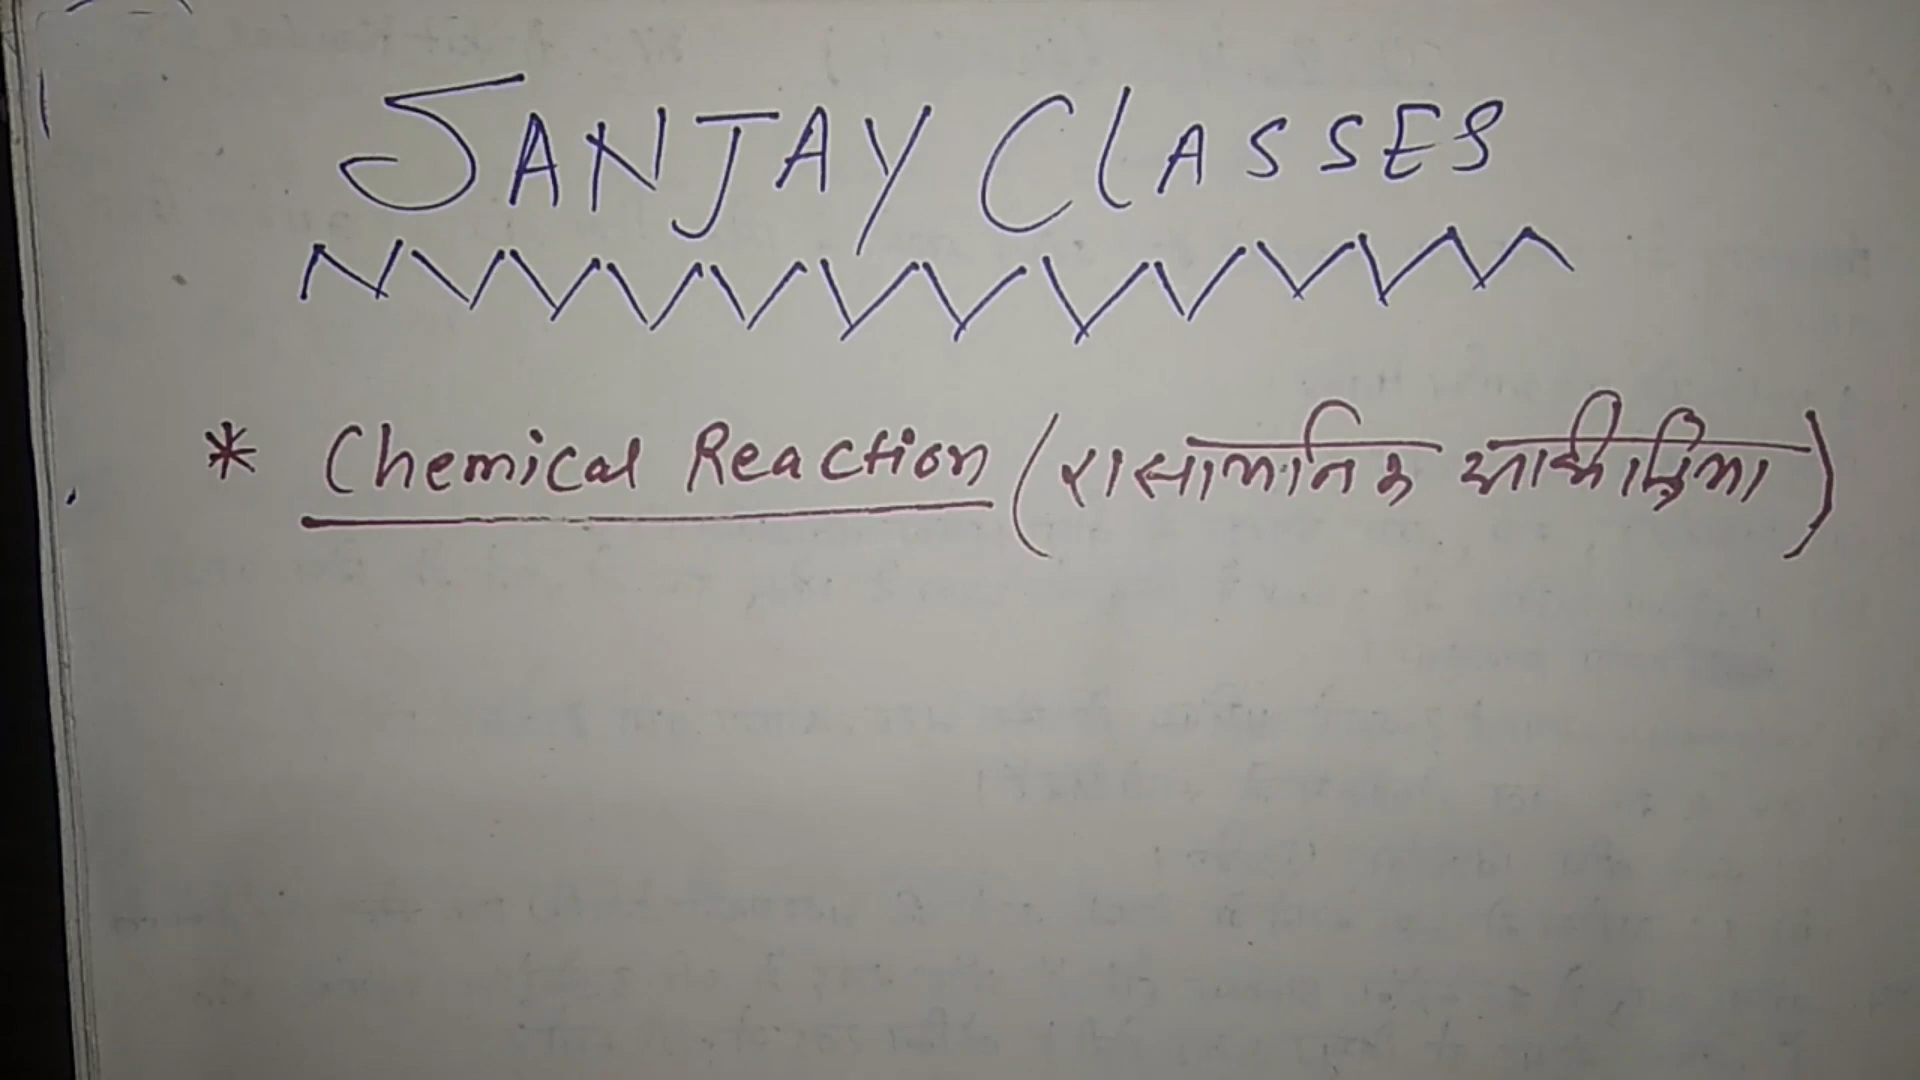 SANJAY ClASSES
* Chemical Reaction (रासायनिक अभिक्रिया)